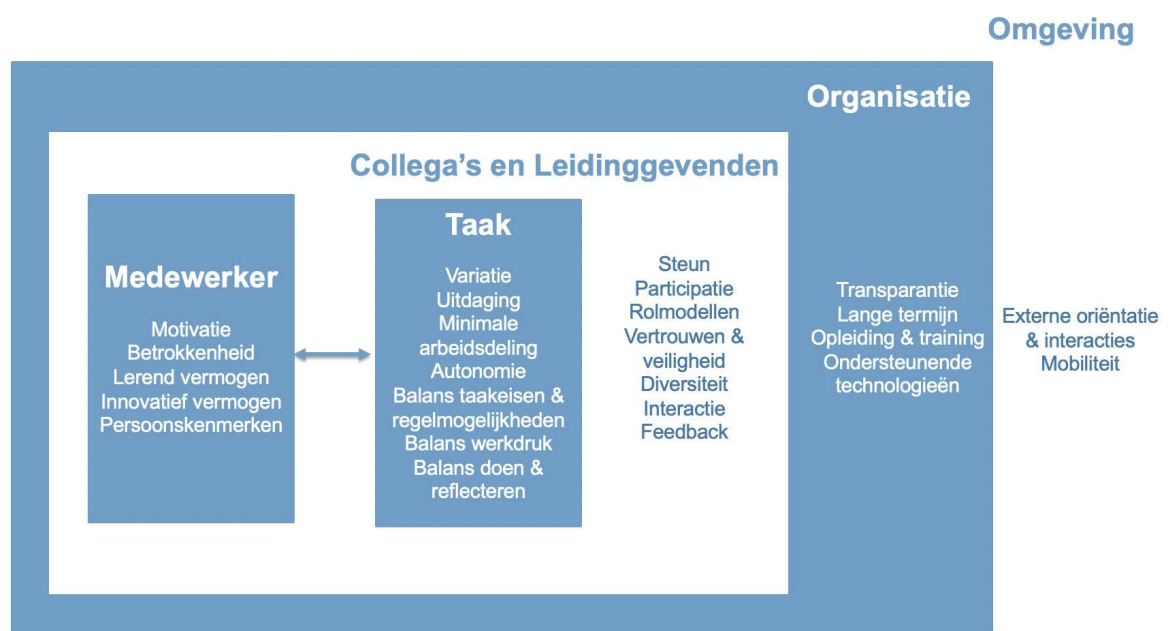 Omgeving
Organisatie
Collega’s en Leidinggevenden
Medewerker
Motivatie
Betrokkenheid
Lerend vermogen
Innovatief vermogen
Persoonskenmerken
Taak
Variatie
Uitdaging
Minimale
arbeidsdeling
Autonomie
Balans taakeisen &
regelmogelijkheden
Balans werkdruk
Balans doen &
reflecteren
Steun
Participatie
Rolmodellen
Vertrouwen &
veiligheid
Diversiteit
Interactie
Feedback
Transparantie
Lange termijn
Opleiding & training
Ondersteunende
technologieën
Externe oriëntatie
& interacties
Mobiliteit